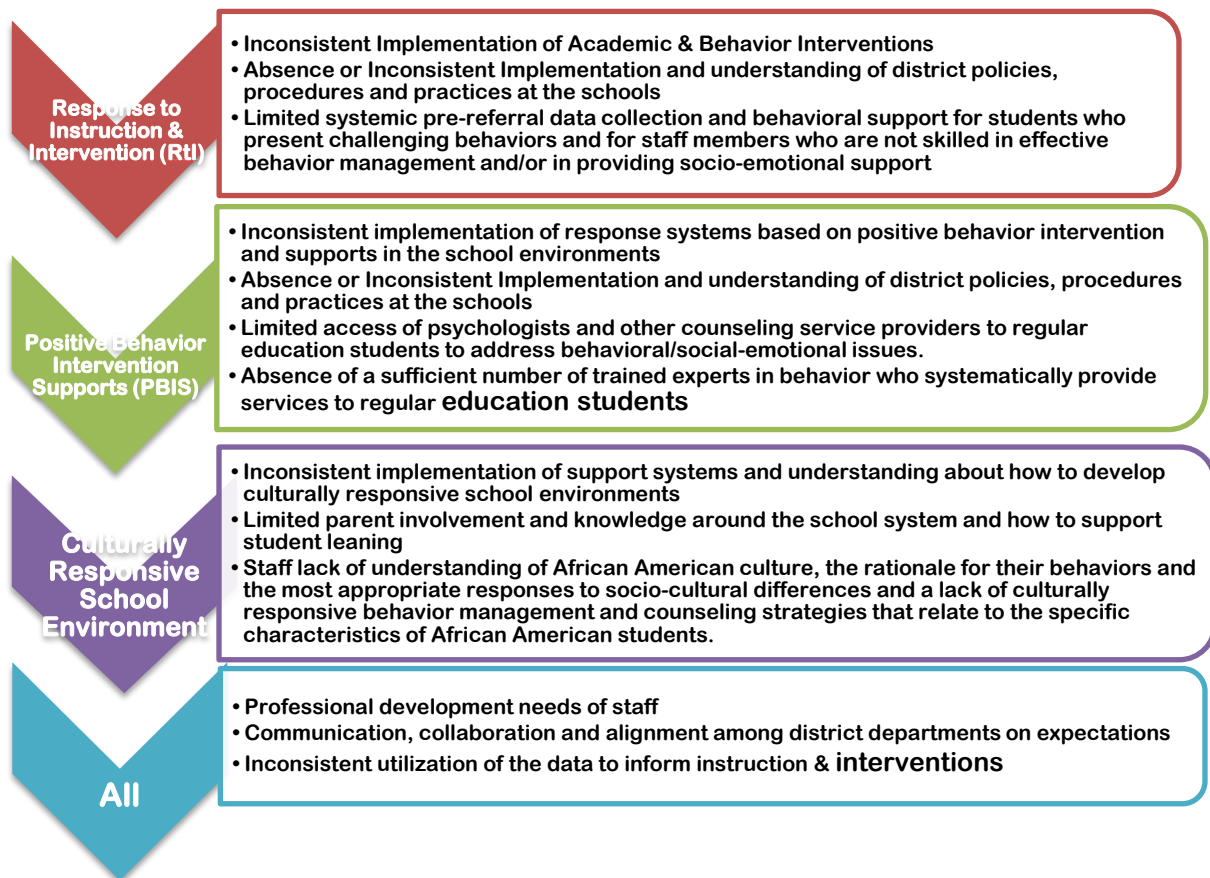 Response to
Instruction &
Intervention (RtI)
• Inconsistent Implementation of Academic & Behavior Interventions
• Absence or Inconsistent Implementation and understanding of district policies,
procedures and practices at the schools
• Limited systemic pre-referral data collection and behavioral support for students who
present challenging behaviors and for staff members who are not skilled in effective
behavior management and/or in providing socio-emotional support
Positive Behavior
Intervention
Supports (PBIS)
• Inconsistent implementation of response systems based on positive behavior intervention
and supports in the school environments
• Absence or Inconsistent Implementation and understanding of district policies, procedures
and practices at the schools
• Limited access of psychologists and other counseling service providers to regular
education students to address behavioral/social-emotional issues.
• Absence of a sufficient number of trained experts in behavior who systematically provide
services to regular education students
Culturally
Responsive
School
Environment
• Inconsistent implementation of support systems and understanding about how to develop
culturally responsive school environments
• Limited parent involvement and knowledge around the school system and how to support
student leaning
• Staff lack of understanding of African American culture, the rationale for their behaviors and
the most appropriate responses to socio-cultural differences and a lack of culturally
responsive behavior management and counseling strategies that relate to the specific
characteristics of African American students.
All
• Professional development needs of staff
• Communication, collaboration and alignment among district departments on expectations
• Inconsistent utilization of the data to inform instruction & interventions